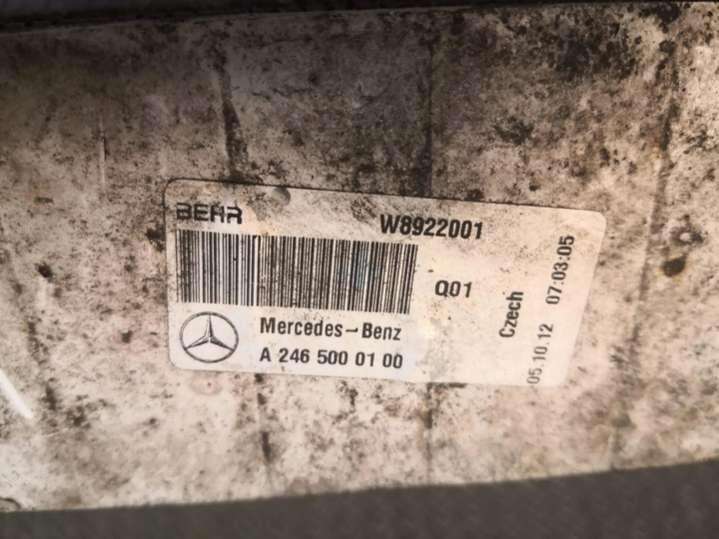 BEHR
W8922001
Q01
Mercedes-Benz
A 246 500 01 00
Czech
05.10.12 07:03:05